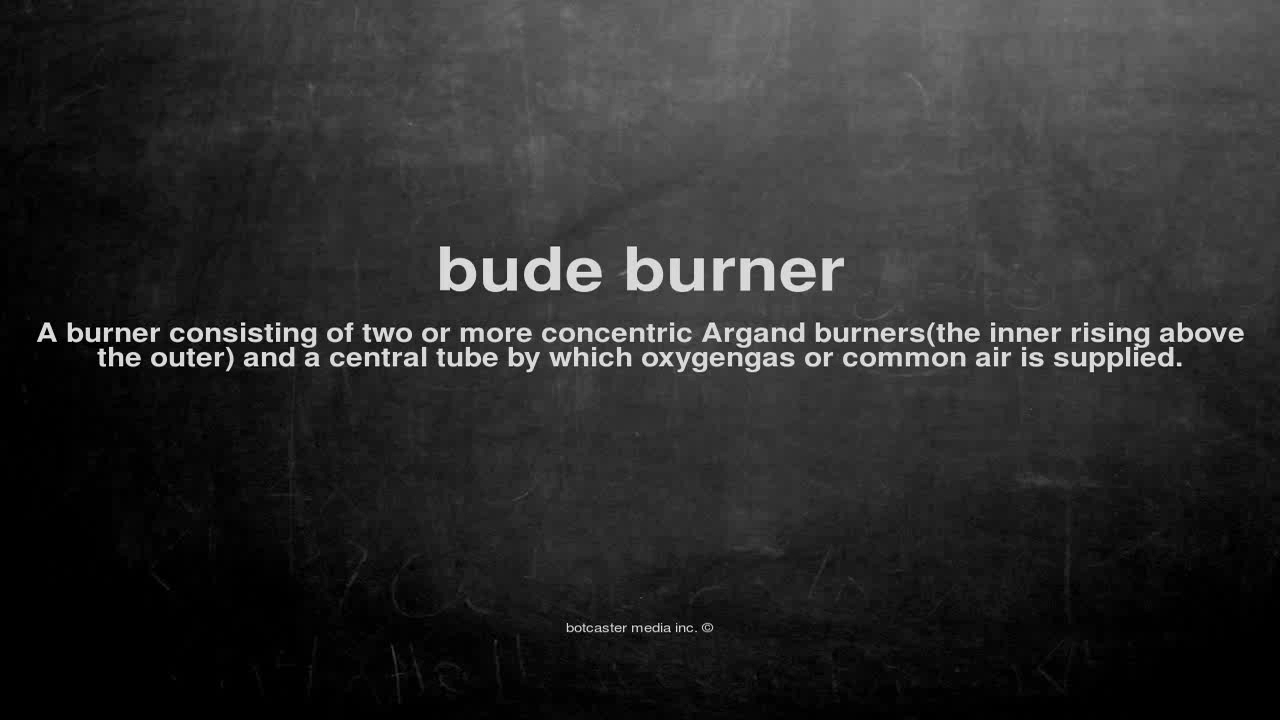 bude burner
A burner consisting of two or more concentric Argand burners(the inner rising above
the outer) and a central tube by which oxygengas or common air is supplied.
botcaster media inc. ©